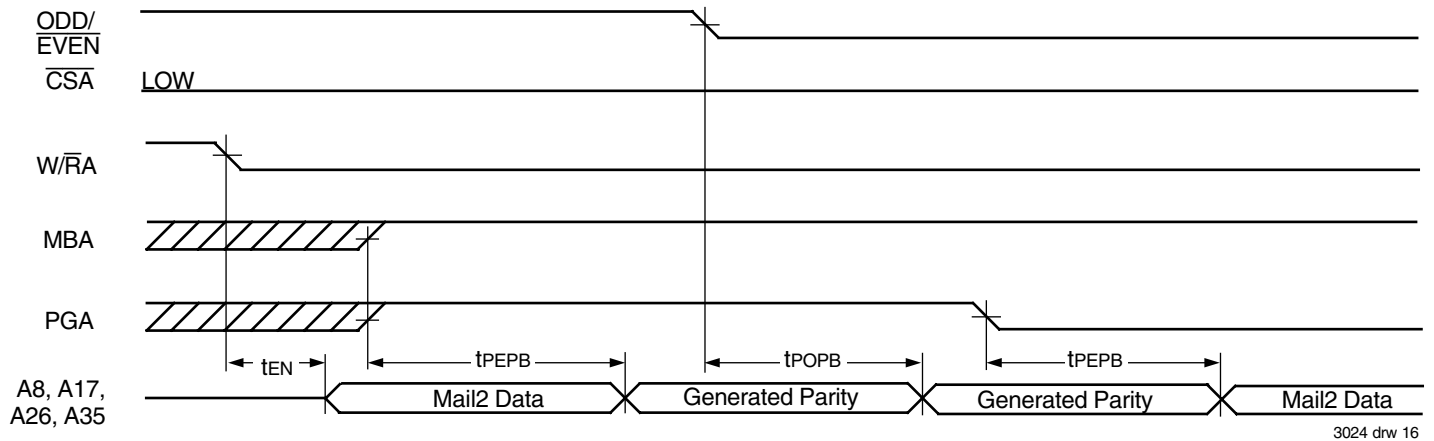 ODD/
EVEN
CSA LOW
W/RA
MBA
PGA
tEN tPEPB tPOPB tPEPB
A8, A17,
A26, A35
Mail2 Data Generated Parity Generated Parity Mail2 Data
3024 drw 16